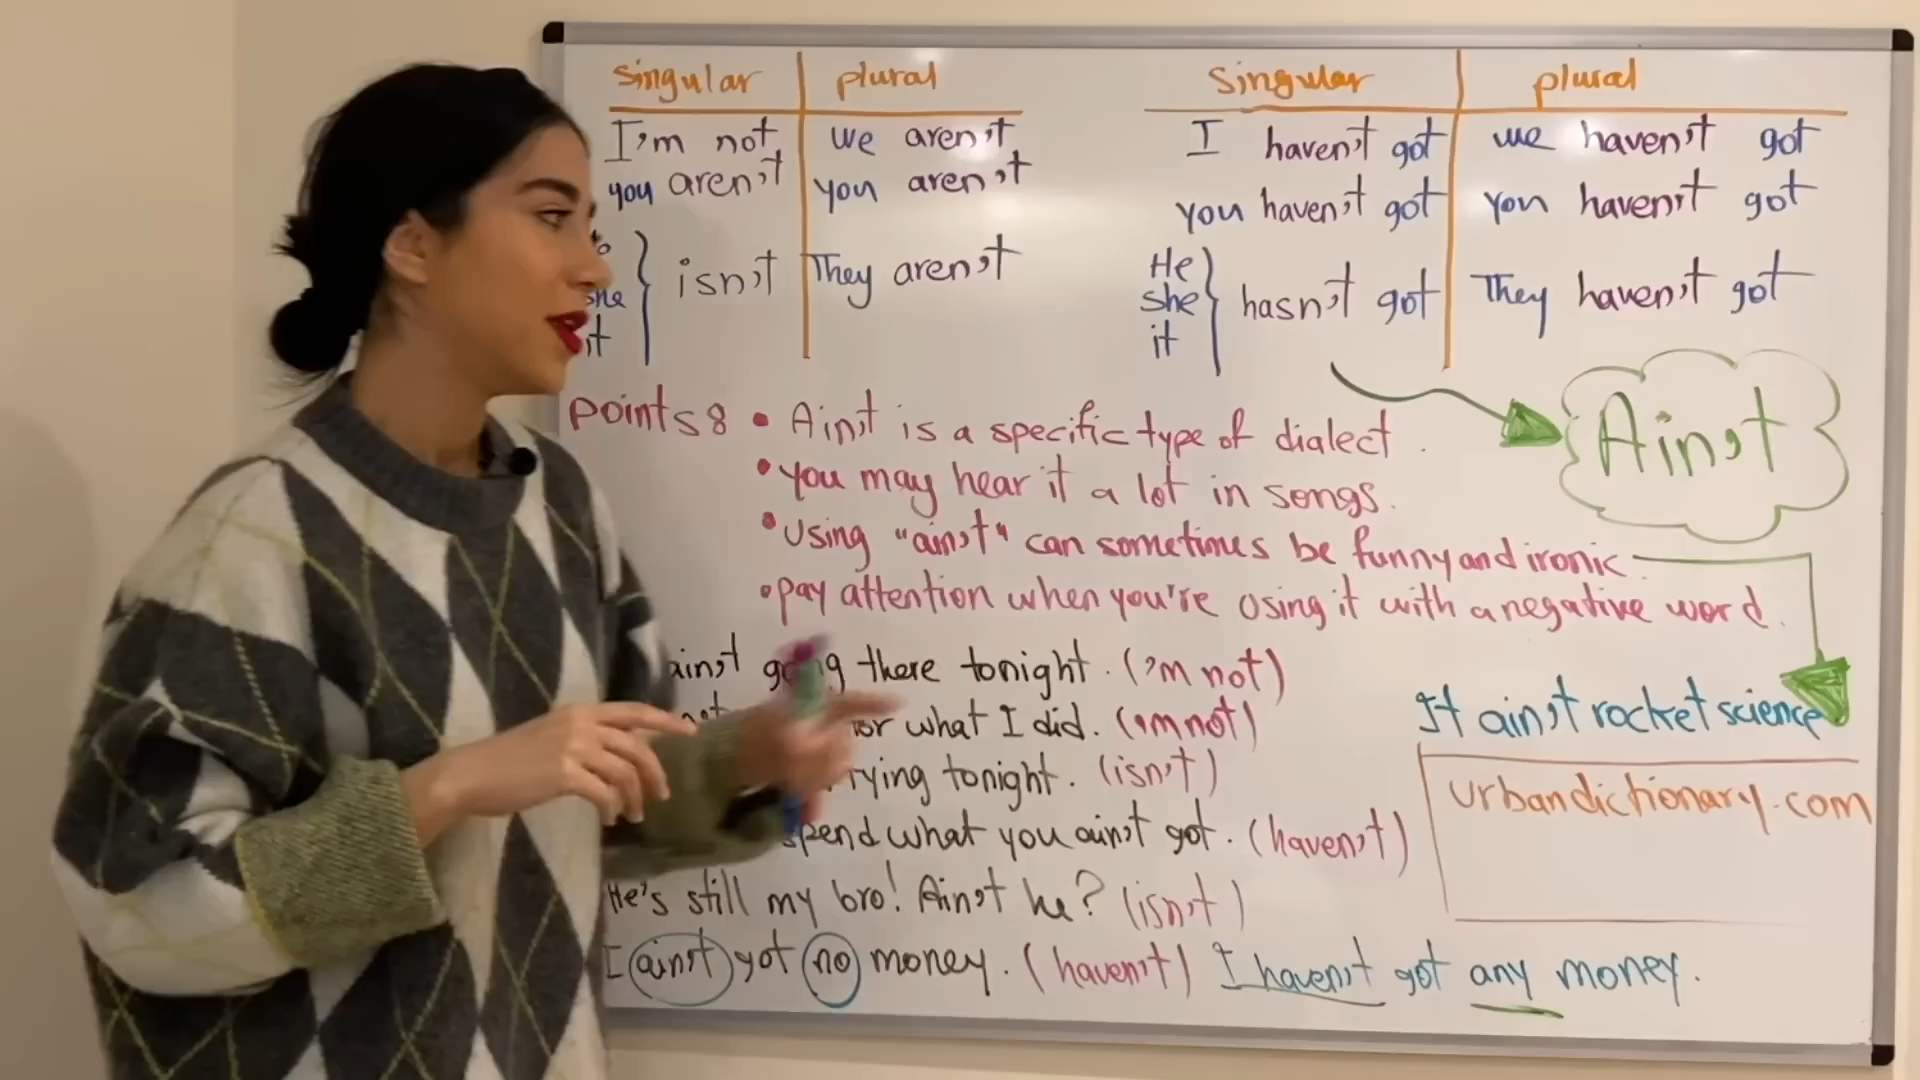 singular plural
I'm not we aren't
you aren't you aren't
she
it
isn't They aren't
singular plural
I haven't got we haven't got
you haven't got you haven't got
He
she
it
hasn't got They haven't got
Ain't
points: • Ain't is a specific type of dialect.
• you may hear it a lot in songs.
• Using "ain't" can sometimes be funny and ironic.
• pay attention when you're using it with a negative word.
ain't going there tonight. ('m not)
for what I did. ('m not)
tonight. (isn't)
spend what you ain't got. (haven't)
He's still my bro! Ain't he? (isn't)
I ain't got no money. (haven't) I haven't got any money.
It ain't rocket science
urbandictionary.com